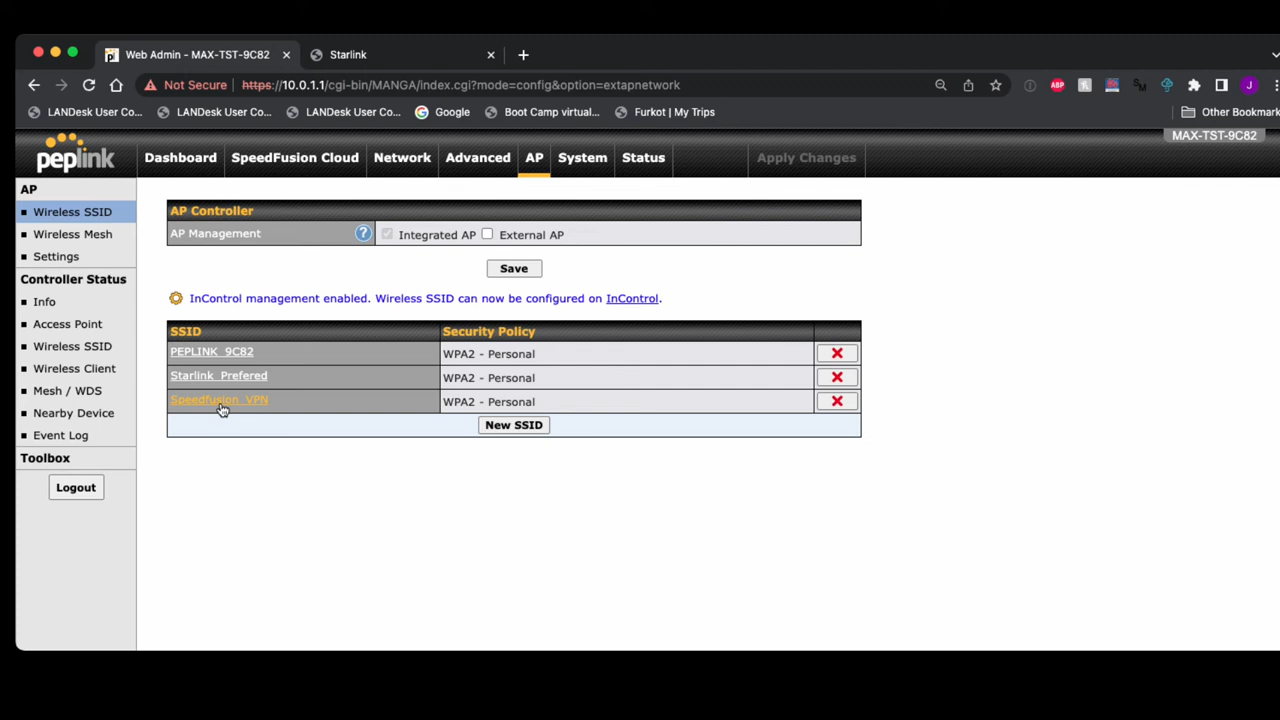 Web Admin - MAX-TST-9C82
Starlink
Not Secure https://10.0.1.1/cgi-bin/MANGA/index.cgi?mode=config&option=extapnetwork
ABP
J
LANDesk User Co...
LANDesk User Co...
LANDesk User Co...
Google
Boot Camp virtual...
Furkot | My Trips
Other Bookmark
MAX-TST-9C82
peplink
Dashboard
SpeedFusion Cloud
Network
Advanced
AP
System
Status
Apply Changes
AP
Wireless SSID
Wireless Mesh
Settings
Controller Status
Info
Access Point
Wireless SSID
Wireless Client
Mesh / WDS
Nearby Device
Event Log
Toolbox
Logout
AP Controller
AP Management ? Integrated AP External AP
Save
InControl management enabled. Wireless SSID can now be configured on InControl.
SSID Security Policy
PEPLINK_9C82 WPA2 - Personal
Starlink_Prefered WPA2 - Personal
Speedfusion_VPN WPA2 - Personal
New SSID